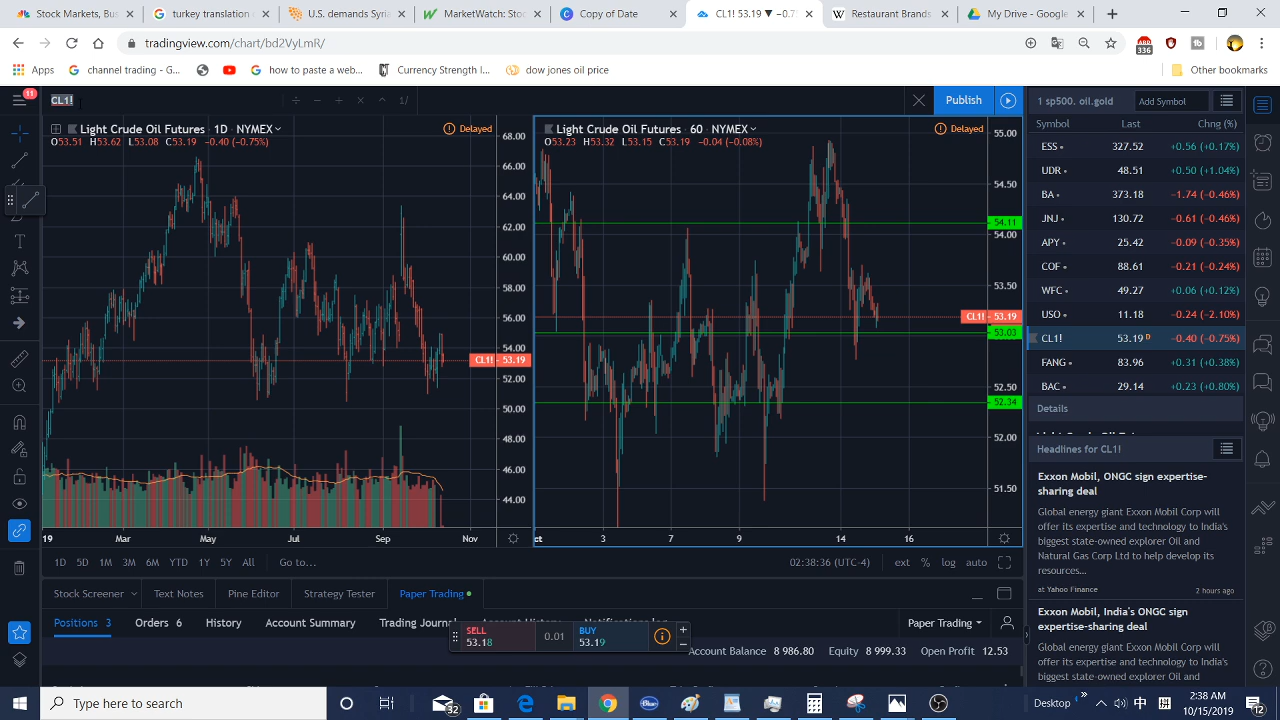 turkey translation
U.S. demands Syria
MarketWatch: Stoc
Copy of Date
CL1! 53.19 ▼ −0.7
Restaurant Brands
My Drive - Google
tradingview.com/chart/bd2VyLmR/
336
Apps
channel trading - G...
how to paste a web...
Currency Strength I...
dow jones oil price
Other bookmarks
11
CL1!
Publish
1 sp500. oil.gold
Add Symbol
Symbol Last Chng (%)
Light Crude Oil Futures · 1D · NYMEX
Delayed
O53.51 H53.62 L53.08 C53.19 −0.40 (−0.75%)
68.00
66.00
64.00
62.00
60.00
58.00
56.00
54.00
CL1! 53.19
52.00
50.00
48.00
46.00
44.00
19 Mar May Jul Sep Nov
Light Crude Oil Futures · 60 · NYMEX
Delayed
O53.23 H53.32 L53.15 C53.19 −0.04 (−0.08%)
55.00
54.50
54.11
54.00
53.50
CL1! 53.19
53.03
52.50
52.34
52.00
51.50
ct 3 7 9 14 16
ESS 327.52 +0.56 (+0.17%)
UDR 48.51 +0.50 (+1.04%)
BA 373.18 −1.74 (−0.46%)
JNJ 130.72 −0.61 (−0.46%)
APY 25.42 −0.09 (−0.35%)
COF 88.61 −0.21 (−0.24%)
WFC 49.27 +0.06 (+0.12%)
USO 11.18 −0.24 (−2.10%)
CL1! 53.19 D −0.40 (−0.75%)
FANG 83.96 +0.31 (+0.38%)
BAC 29.14 +0.23 (+0.80%)
Details
Headlines for CL1!
Exxon Mobil, ONGC sign expertise-
sharing deal
Global energy giant Exxon Mobil Corp will
offer its expertise and technology to India's
biggest state-owned explorer Oil and
Natural Gas Corp Ltd to help develop its
resources...
at Yahoo Finance 2 hours ago
Exxon Mobil, India's ONGC sign
expertise-sharing deal
Global energy giant Exxon Mobil Corp will
offer its expertise and technology to India's
biggest state-owned explorer Oil and
1D 5D 1M 3M 6M YTD 1Y 5Y All Go to...
02:38:36 (UTC-4) ext % log auto
Stock Screener Text Notes Pine Editor Strategy Tester Paper Trading
Positions 3 Orders 6 History Account Summary Trading Journal
Paper Trading
SELL
53.18
0.01
BUY
53.19
Account Balance 8 986.80 Equity 8 999.33 Open Profit 12.53
Type here to search
32
Blue
Desktop
中
拼
2:38 AM
10/15/2019
12